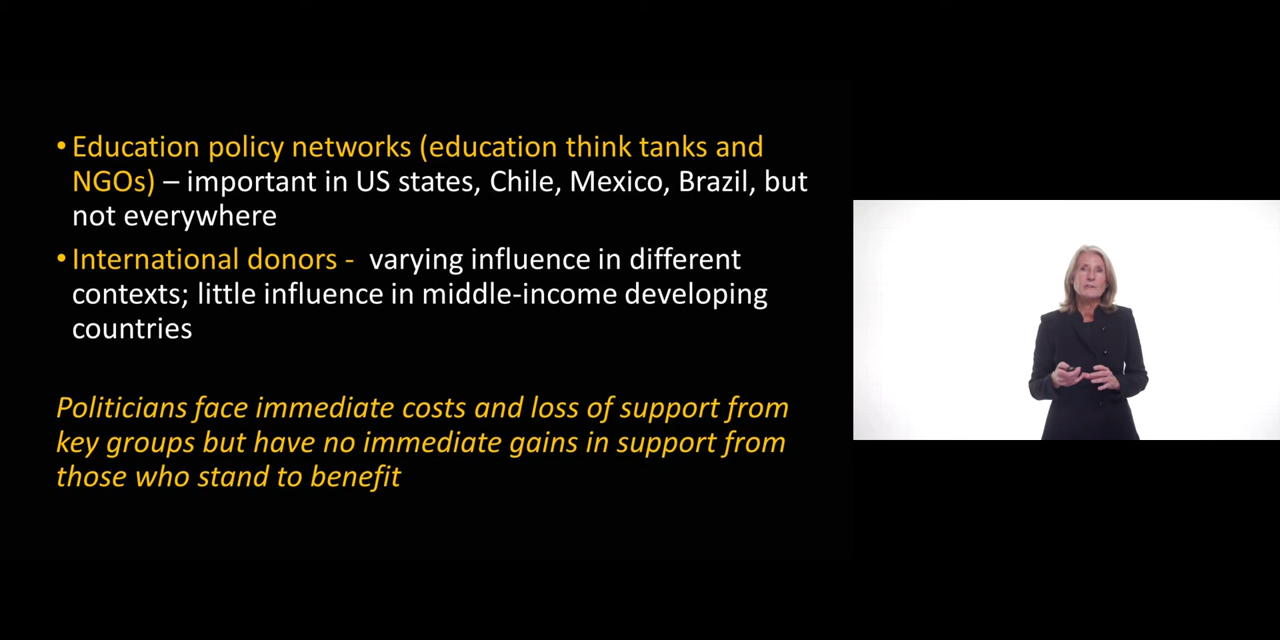 • Education policy networks (education think tanks and
NGOs) – important in US states, Chile, Mexico, Brazil, but
not everywhere
• International donors -  varying influence in different
contexts; little influence in middle-income developing
countries
Politicians face immediate costs and loss of support from
key groups but have no immediate gains in support from
those who stand to benefit